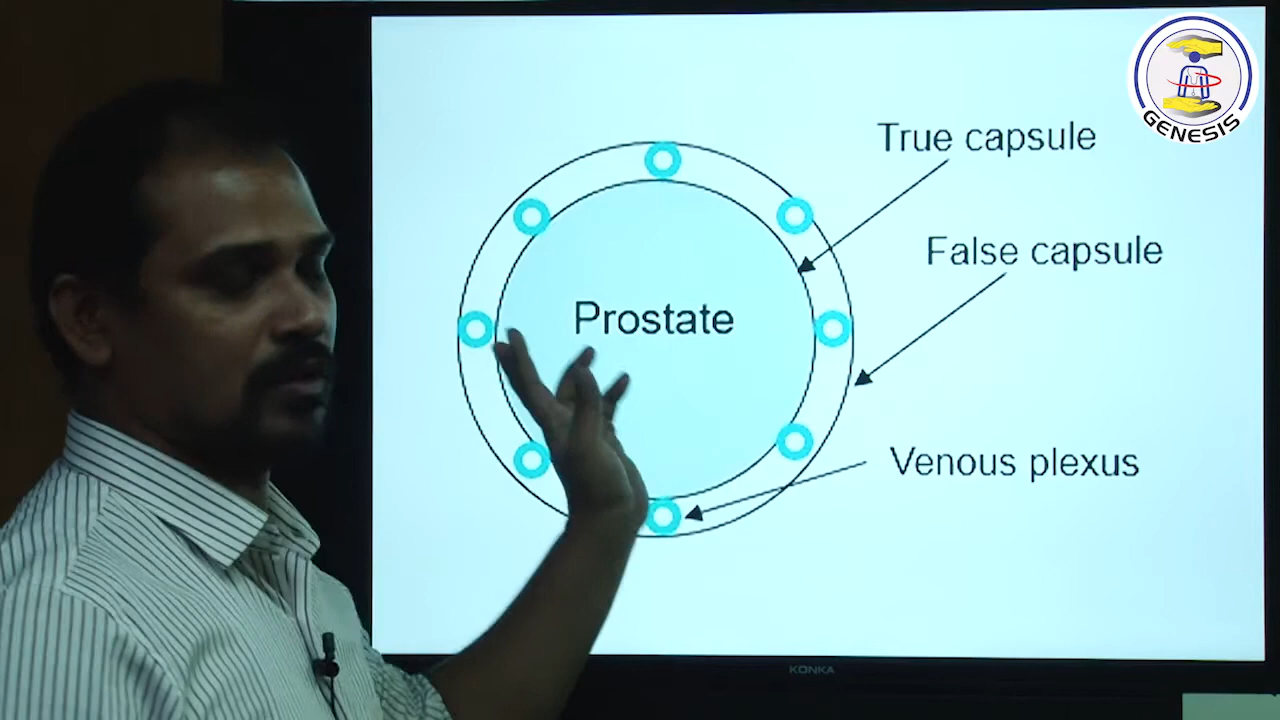 GENESIS
True capsule
False capsule
Prostate
Venous plexus
KONKA